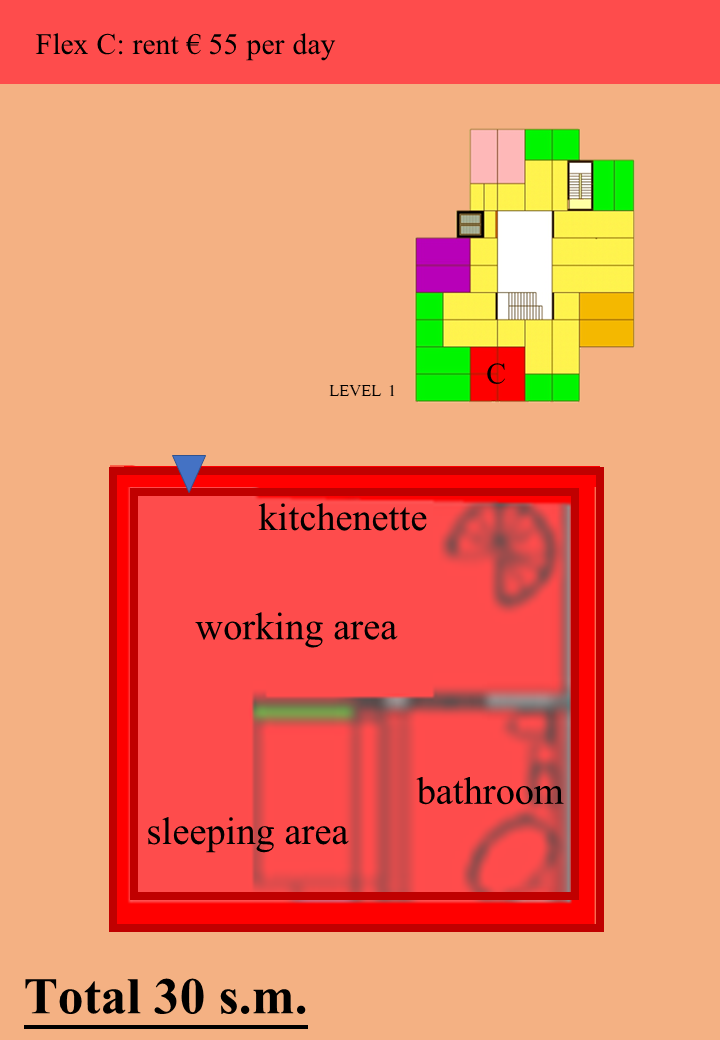 Flex C: rent € 55 per day
C
LEVEL 1
kitchenette
working area
bathroom
sleeping area
Total 30 s.m.